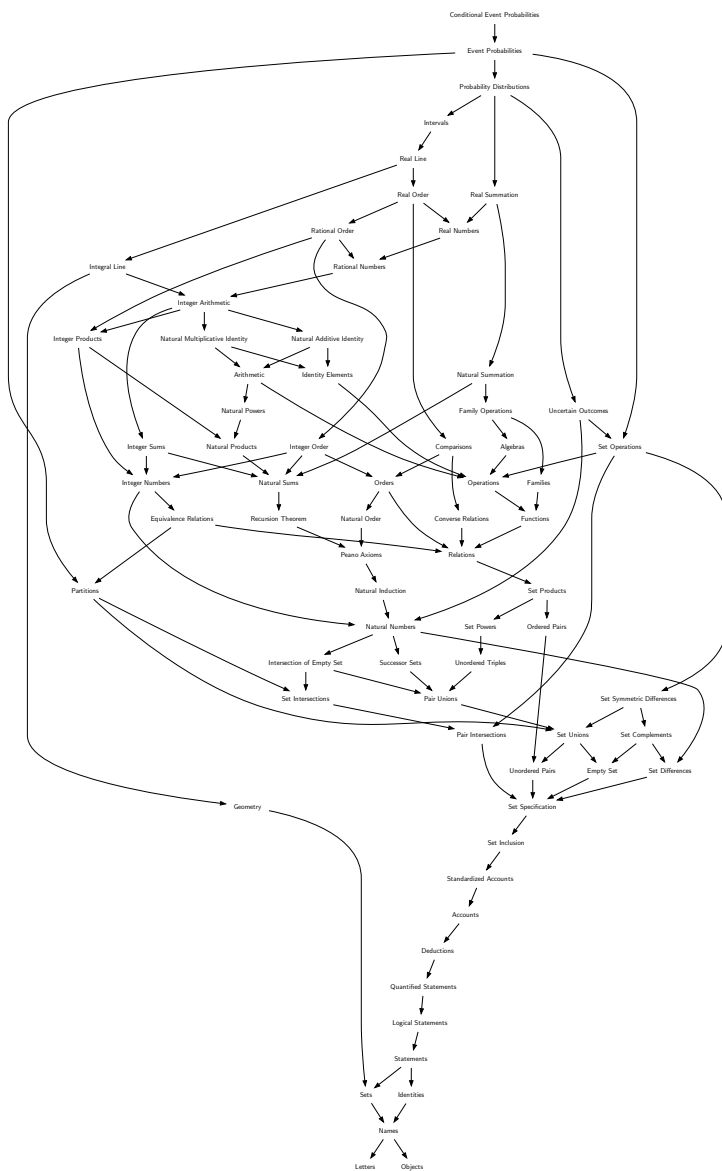 Conditional Event Probabilities
Event Probabilities
Probability Distributions
Intervals
Real Line
Real Order
Real Summation
Rational Order
Real Numbers
Integral Line
Rational Numbers
Integer Arithmetic
Integer Products
Natural Multiplicative Identity
Natural Additive Identity
Arithmetic
Identity Elements
Natural Summation
Natural Powers
Family Operations
Uncertain Outcomes
Integer Sums
Natural Products
Integer Order
Comparisons
Algebras
Set Operations
Integer Numbers
Natural Sums
Orders
Operations
Families
Equivalence Relations
Recursion Theorem
Natural Order
Converse Relations
Functions
Peano Axioms
Relations
Partitions
Natural Induction
Set Products
Natural Numbers
Set Powers
Ordered Pairs
Intersection of Empty Set
Successor Sets
Unordered Triples
Set Intersections
Pair Unions
Set Symmetric Differences
Pair Intersections
Set Unions
Set Complements
Unordered Pairs
Empty Set
Set Differences
Geometry
Set Specification
Set Inclusion
Standardized Accounts
Accounts
Deductions
Quantified Statements
Logical Statements
Statements
Sets
Identities
Names
Letters
Objects